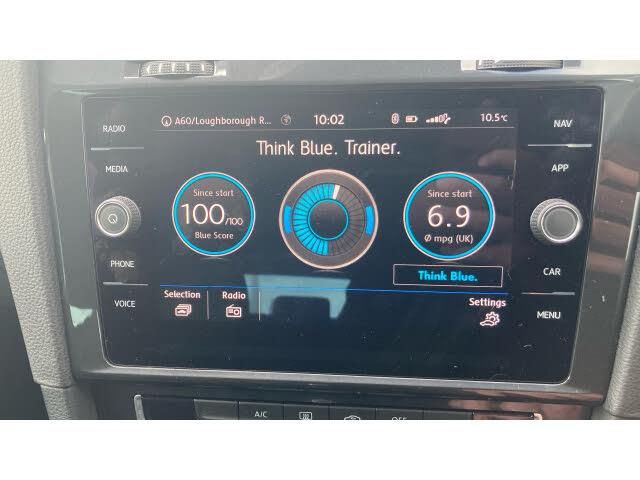 A60/Loughborough R... 10:02 10.5°C
RADIO
MEDIA
PHONE
VOICE
Think Blue. Trainer.
Since start
100/100
Blue Score
Since start
6.9
Ø mpg (UK)
Think Blue.
Selection
Radio
Settings
NAV
APP
CAR
MENU
A/C
OFF